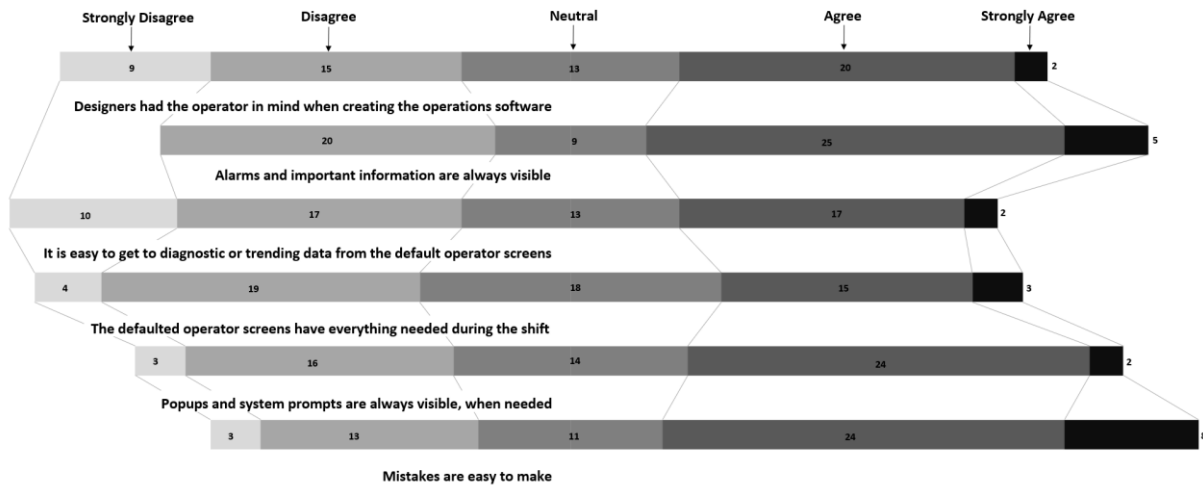 Strongly Disagree Disagree Neutral Agree Strongly Agree
9 15 13 20 2
Designers had the operator in mind when creating the operations software
20 9 25 5
Alarms and important information are always visible
10 17 13 17 2
It is easy to get to diagnostic or trending data from the default operator screens
4 19 18 15 3
The defaulted operator screens have everything needed during the shift
3 16 14 24 2
Popups and system prompts are always visible, when needed
3 13 11 24 8
Mistakes are easy to make